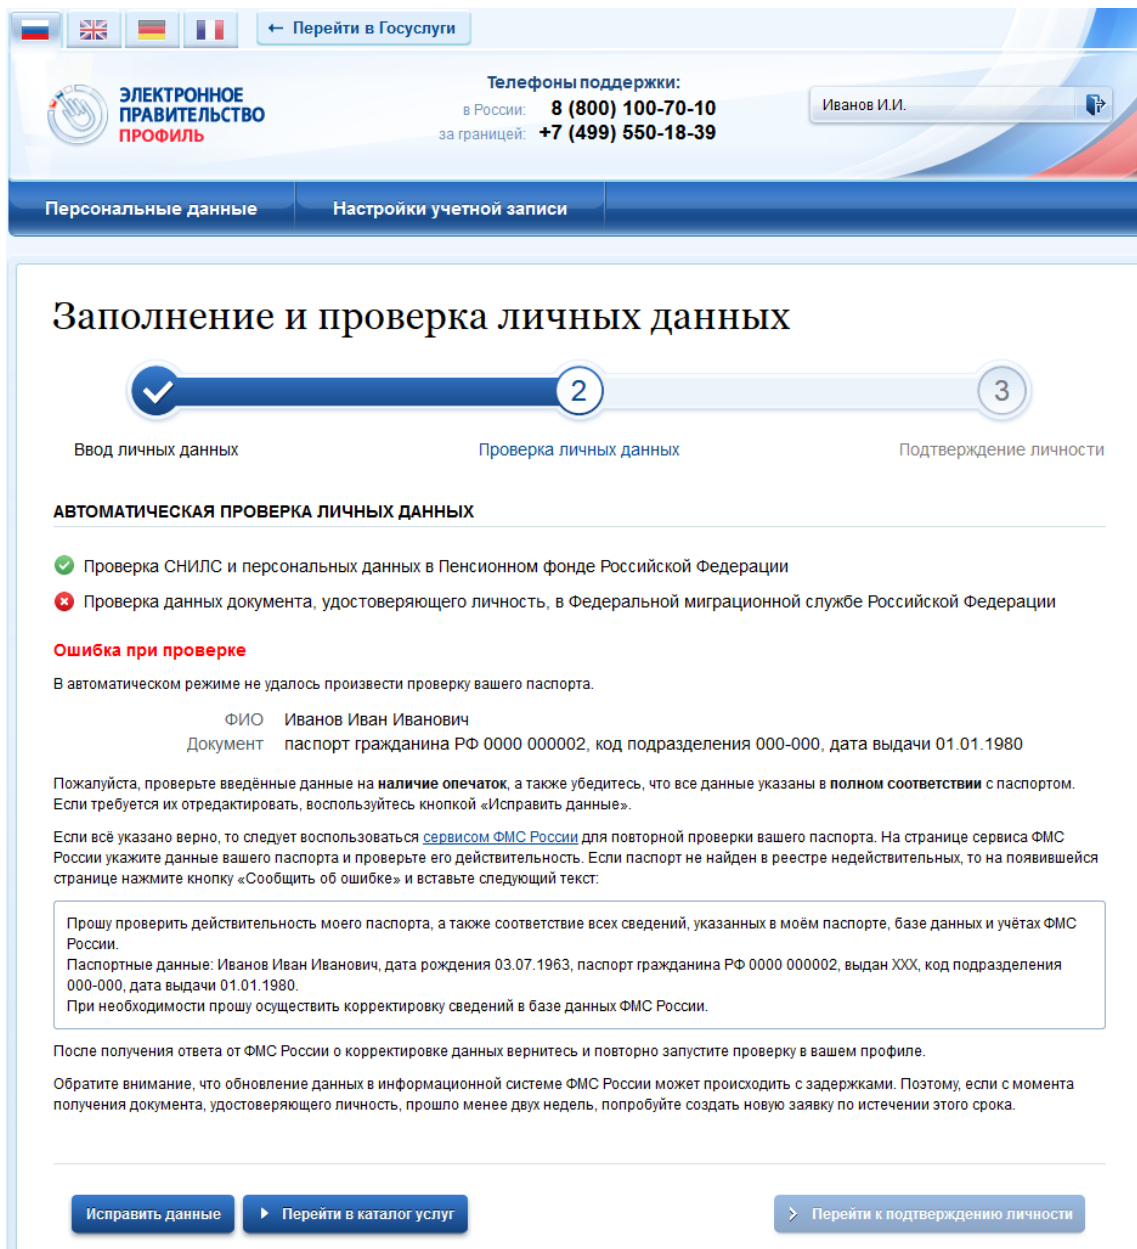 ← Перейти в Госуслуги
ЭЛЕКТРОННОЕ
ПРАВИТЕЛЬСТВО
ПРОФИЛЬ
Телефоны поддержки:
в России: 8 (800) 100-70-10
за границей: +7 (499) 550-18-39
Иванов И.И.
Персональные данные Настройки учетной записи
Заполнение и проверка личных данных
2 3
Ввод личных данных Проверка личных данных Подтверждение личности
АВТОМАТИЧЕСКАЯ ПРОВЕРКА ЛИЧНЫХ ДАННЫХ
Проверка СНИЛС и персональных данных в Пенсионном фонде Российской Федерации
Проверка данных документа, удостоверяющего личность, в Федеральной миграционной службе Российской Федерации
Ошибка при проверке
В автоматическом режиме не удалось произвести проверку вашего паспорта.
ФИО Иванов Иван Иванович
Документ паспорт гражданина РФ 0000 000002, код подразделения 000-000, дата выдачи 01.01.1980
Пожалуйста, проверьте введённые данные на наличие опечаток, а также убедитесь, что все данные указаны в полном соответствии с паспортом.
Если требуется их отредактировать, воспользуйтесь кнопкой «Исправить данные».
Если всё указано верно, то следует воспользоваться сервисом ФМС России для повторной проверки вашего паспорта. На странице сервиса ФМС
России укажите данные вашего паспорта и проверьте его действительность. Если паспорт не найден в реестре недействительных, то на появившейся
странице нажмите кнопку «Сообщить об ошибке» и вставьте следующий текст:
Прошу проверить действительность моего паспорта, а также соответствие всех сведений, указанных в моём паспорте, базе данных и учётах ФМС
России.
Паспортные данные: Иванов Иван Иванович, дата рождения 03.07.1963, паспорт гражданина РФ 0000 000002, выдан XXX, код подразделения
000-000, дата выдачи 01.01.1980.
При необходимости прошу осуществить корректировку сведений в базе данных ФМС России.
После получения ответа от ФМС России о корректировке данных вернитесь и повторно запустите проверку в вашем профиле.
Обратите внимание, что обновление данных в информационной системе ФМС России может происходить с задержками. Поэтому, если с момента
получения документа, удостоверяющего личность, прошло менее двух недель, попробуйте создать новую заявку по истечении этого срока.
Исправить данные Перейти в каталог услуг Перейти к подтверждению личности